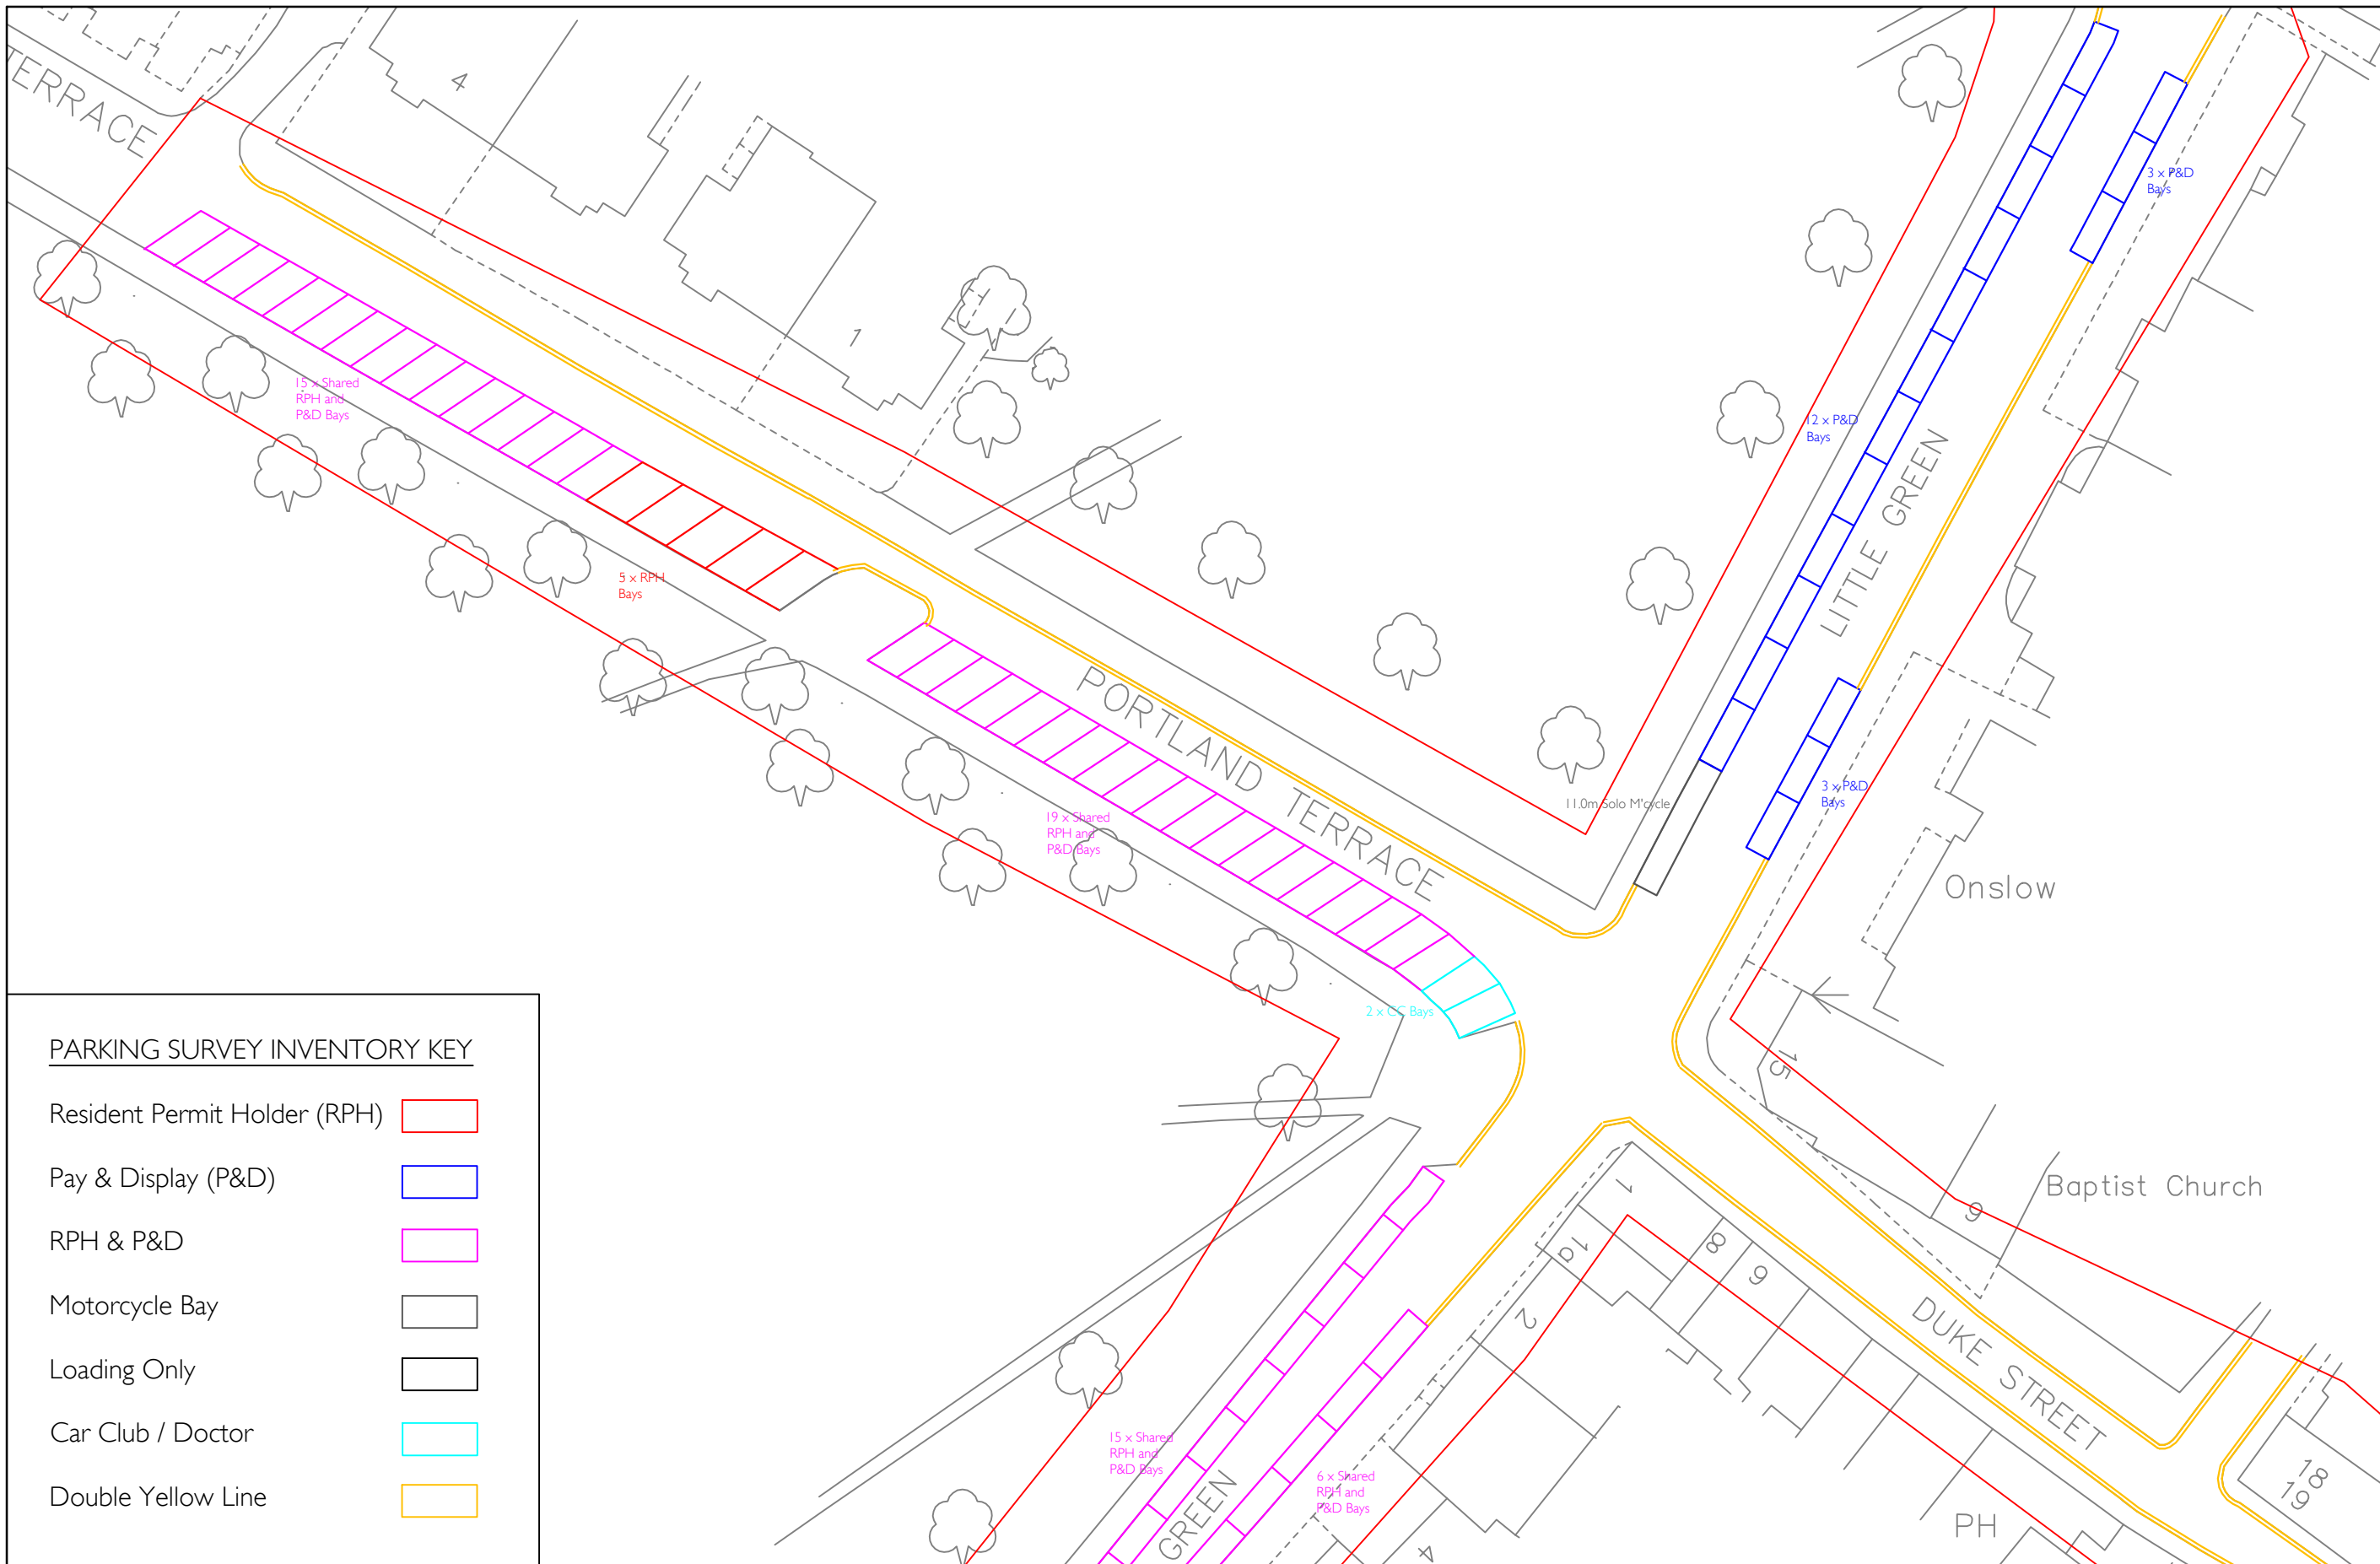 TERRACE
4
3 x P&D
Bays
1
15 x Shared
RPH and
P&D Bays
12 x P&D
Bays
LITTLE GREEN
5 x RPH
Bays
PORTLAND TERRACE
3 x P&D
Bays
11.0m Solo M'cycle
19 x Shared
RPH and
P&D Bays
Onslow
2 x CC Bays
15
Baptist Church
1
1a
8
9
9
2
DUKE STREET
15 x Shared
RPH and
P&D Bays
6 x Shared
RPH and
P&D Bays
GREEN
4
PH
18
19
PARKING SURVEY INVENTORY KEY
Resident Permit Holder (RPH)
Pay & Display (P&D)
RPH & P&D
Motorcycle Bay
Loading Only
Car Club / Doctor
Double Yellow Line